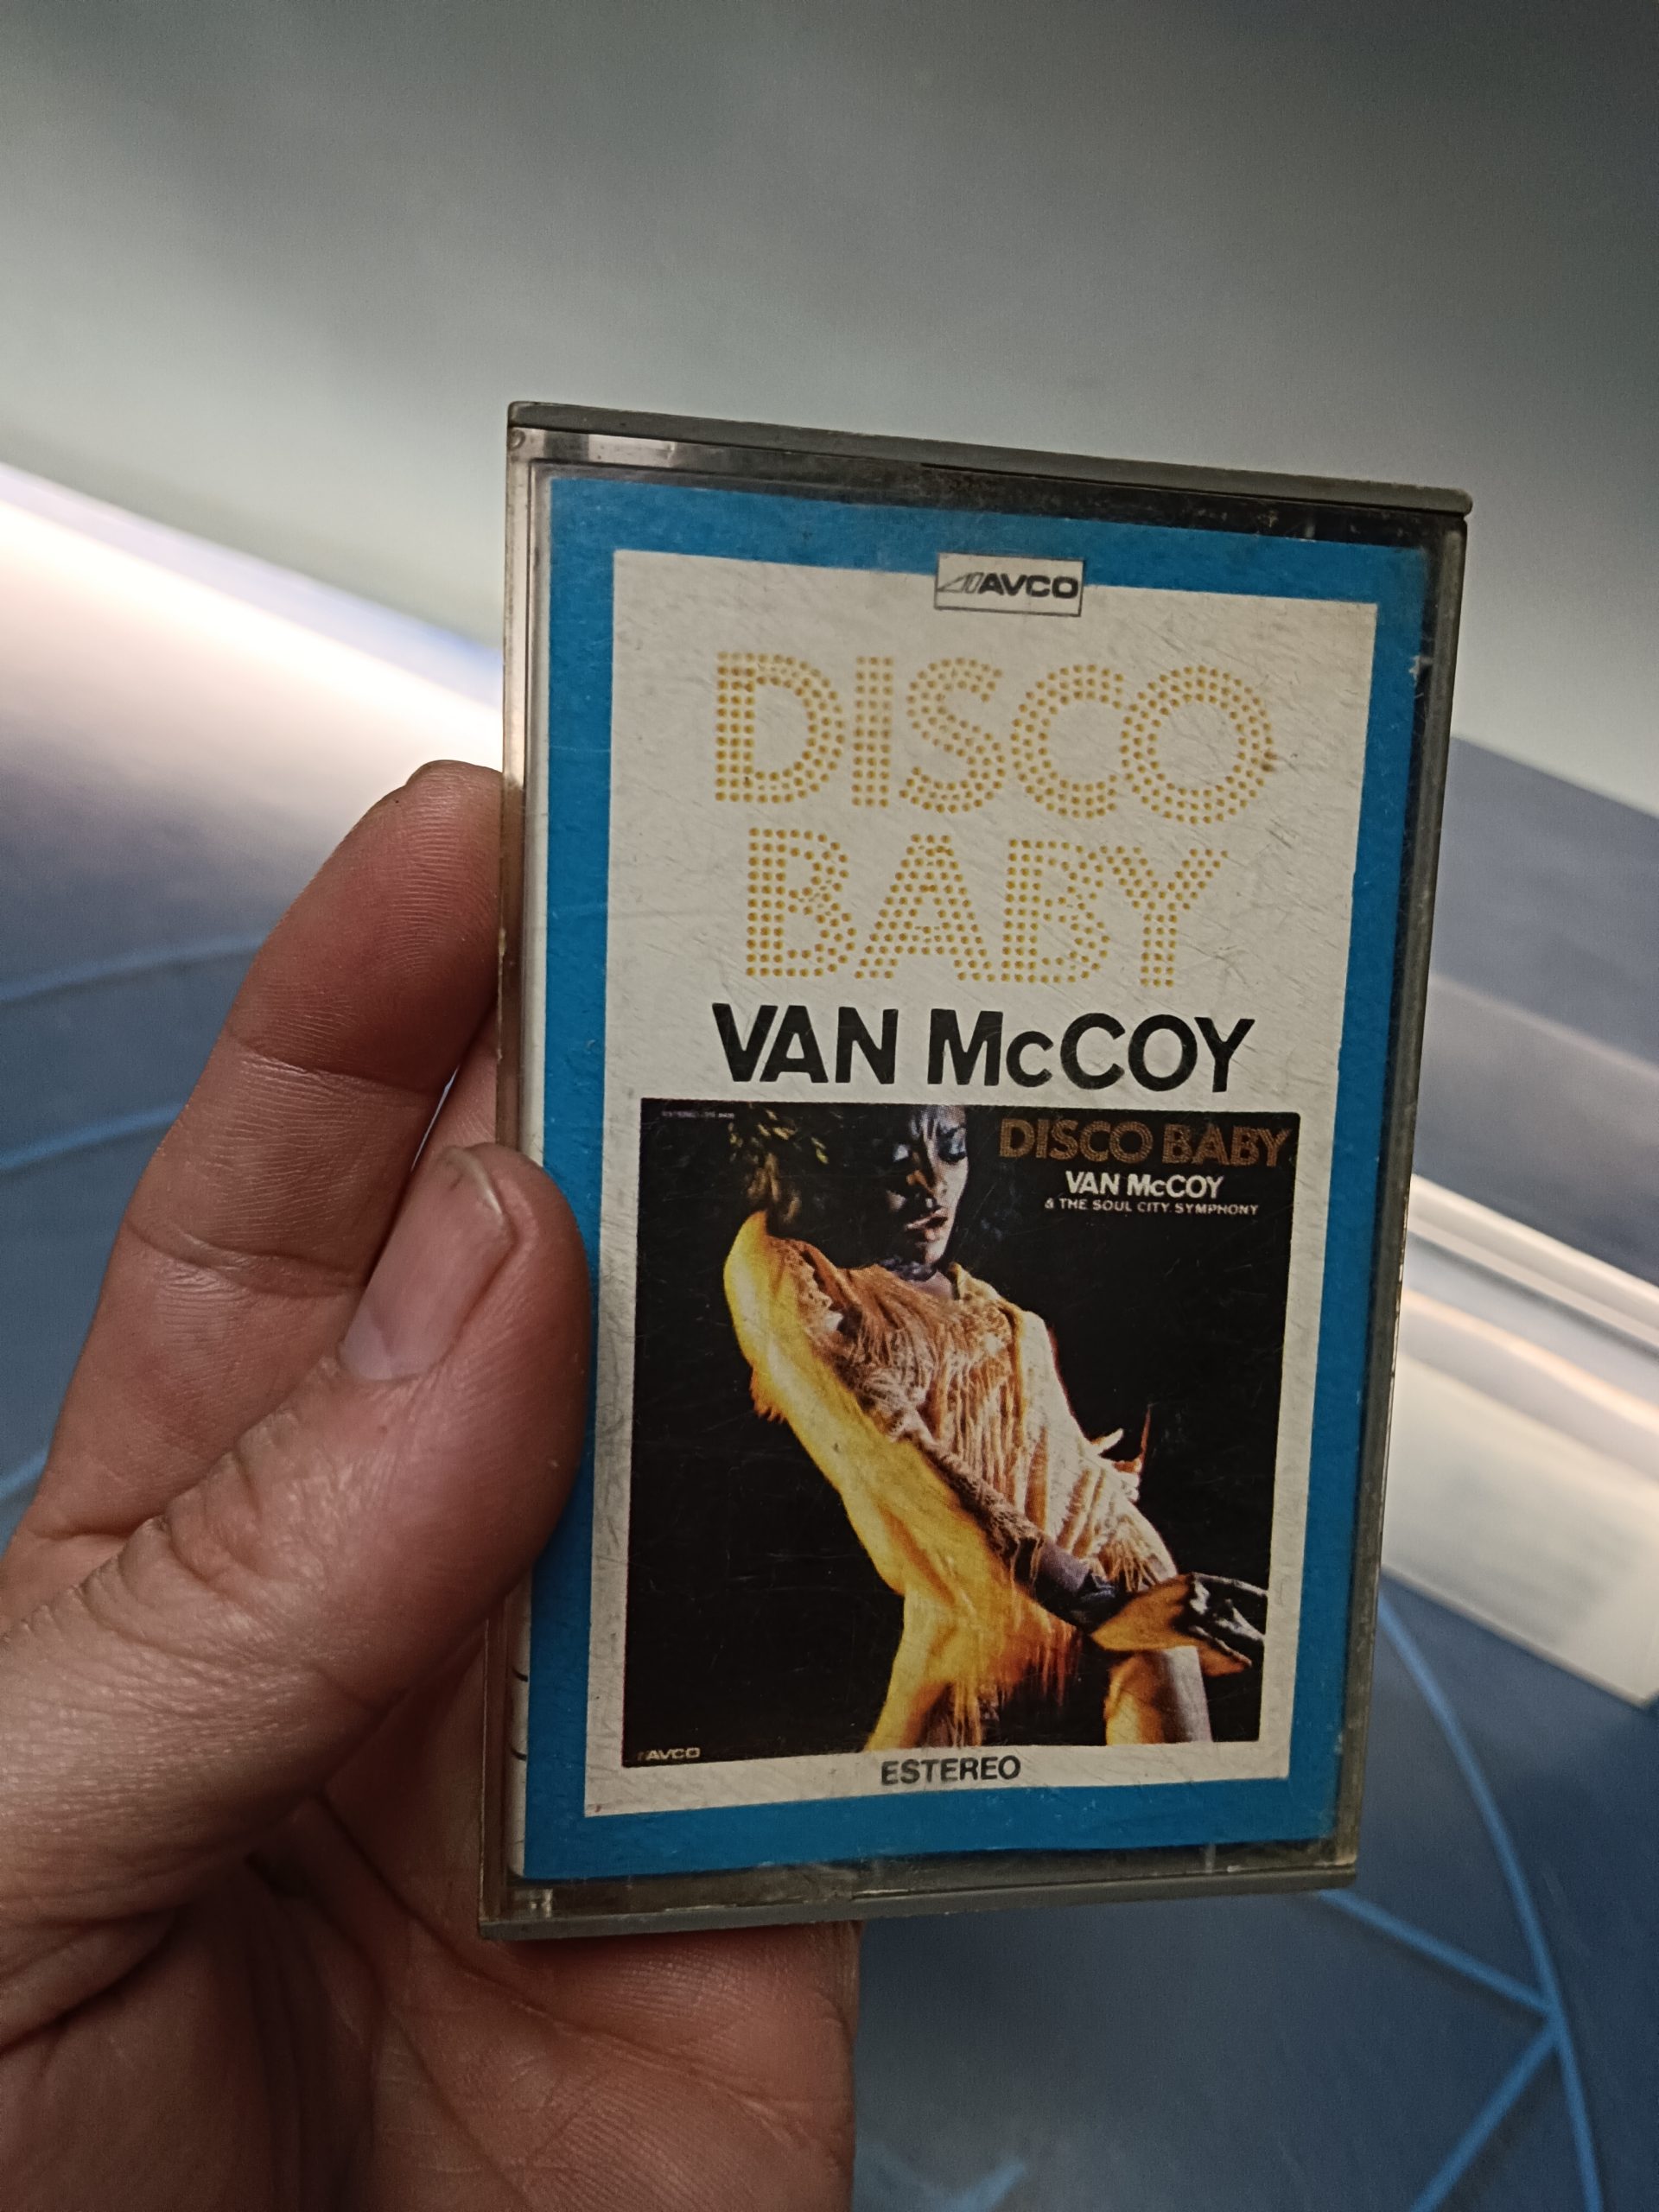 AVCO
DISCO
BABY
VAN McCOY
DISCO BABY
VAN McCOY
& THE SOUL CITY SYMPHONY
AVCO
ESTEREO